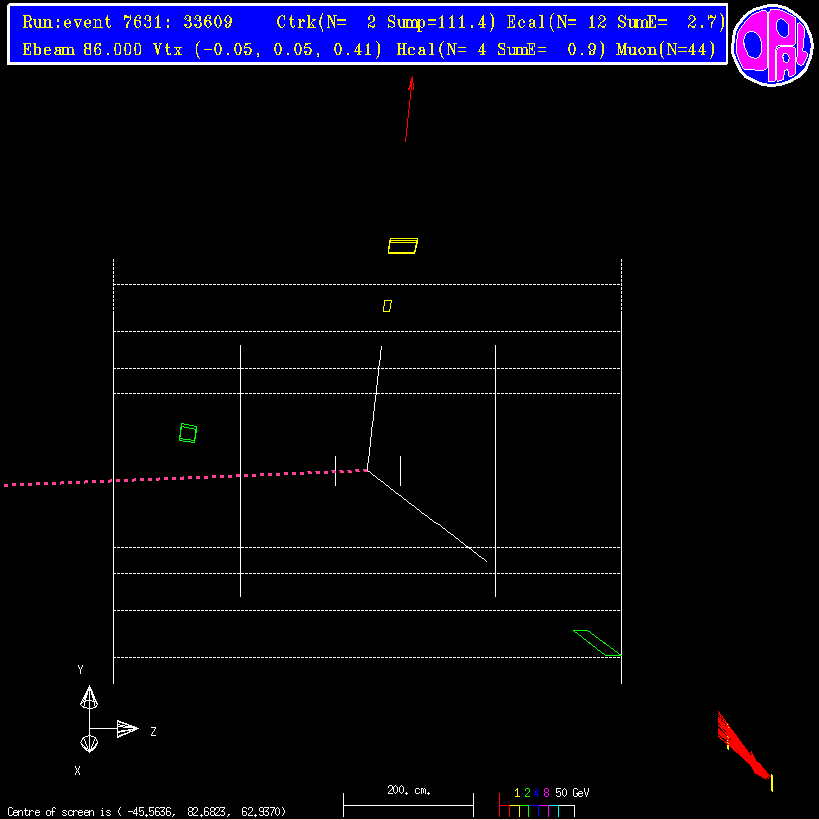 Run:event 7631: 33609 Ctrk(N= 2 Sump=111.4) Ecal(N= 12 SumE= 2.7)
Ebeam 86.000 Vtx (-0.05, 0.05, 0.41) Hcal(N= 4 SumE= 0.9) Muon(N=44)
OPAL
Y
Z
X
200. cm.
1 2 4 8 50 GeV
Centre of screen is ( -45.5636, 82.6823, 62.9370)